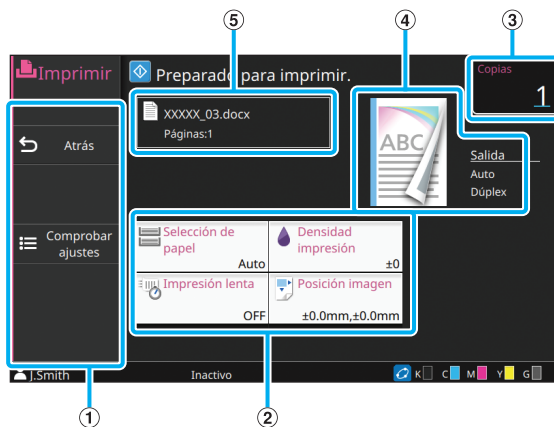 5
4
3
Imprimir
Preparado para imprimir.
Copias
1
XXXXX_03.docx
Páginas:1
ABC
Atrás
Salida
Auto
Dúplex
Comprobar
ajustes
Selección de
papel
Auto
Densidad
impresión
±0
Impresión lenta
OFF
Posición imagen
±0.0mm,±0.0mm
J.Smith
Inactivo
K C M Y G
1
2